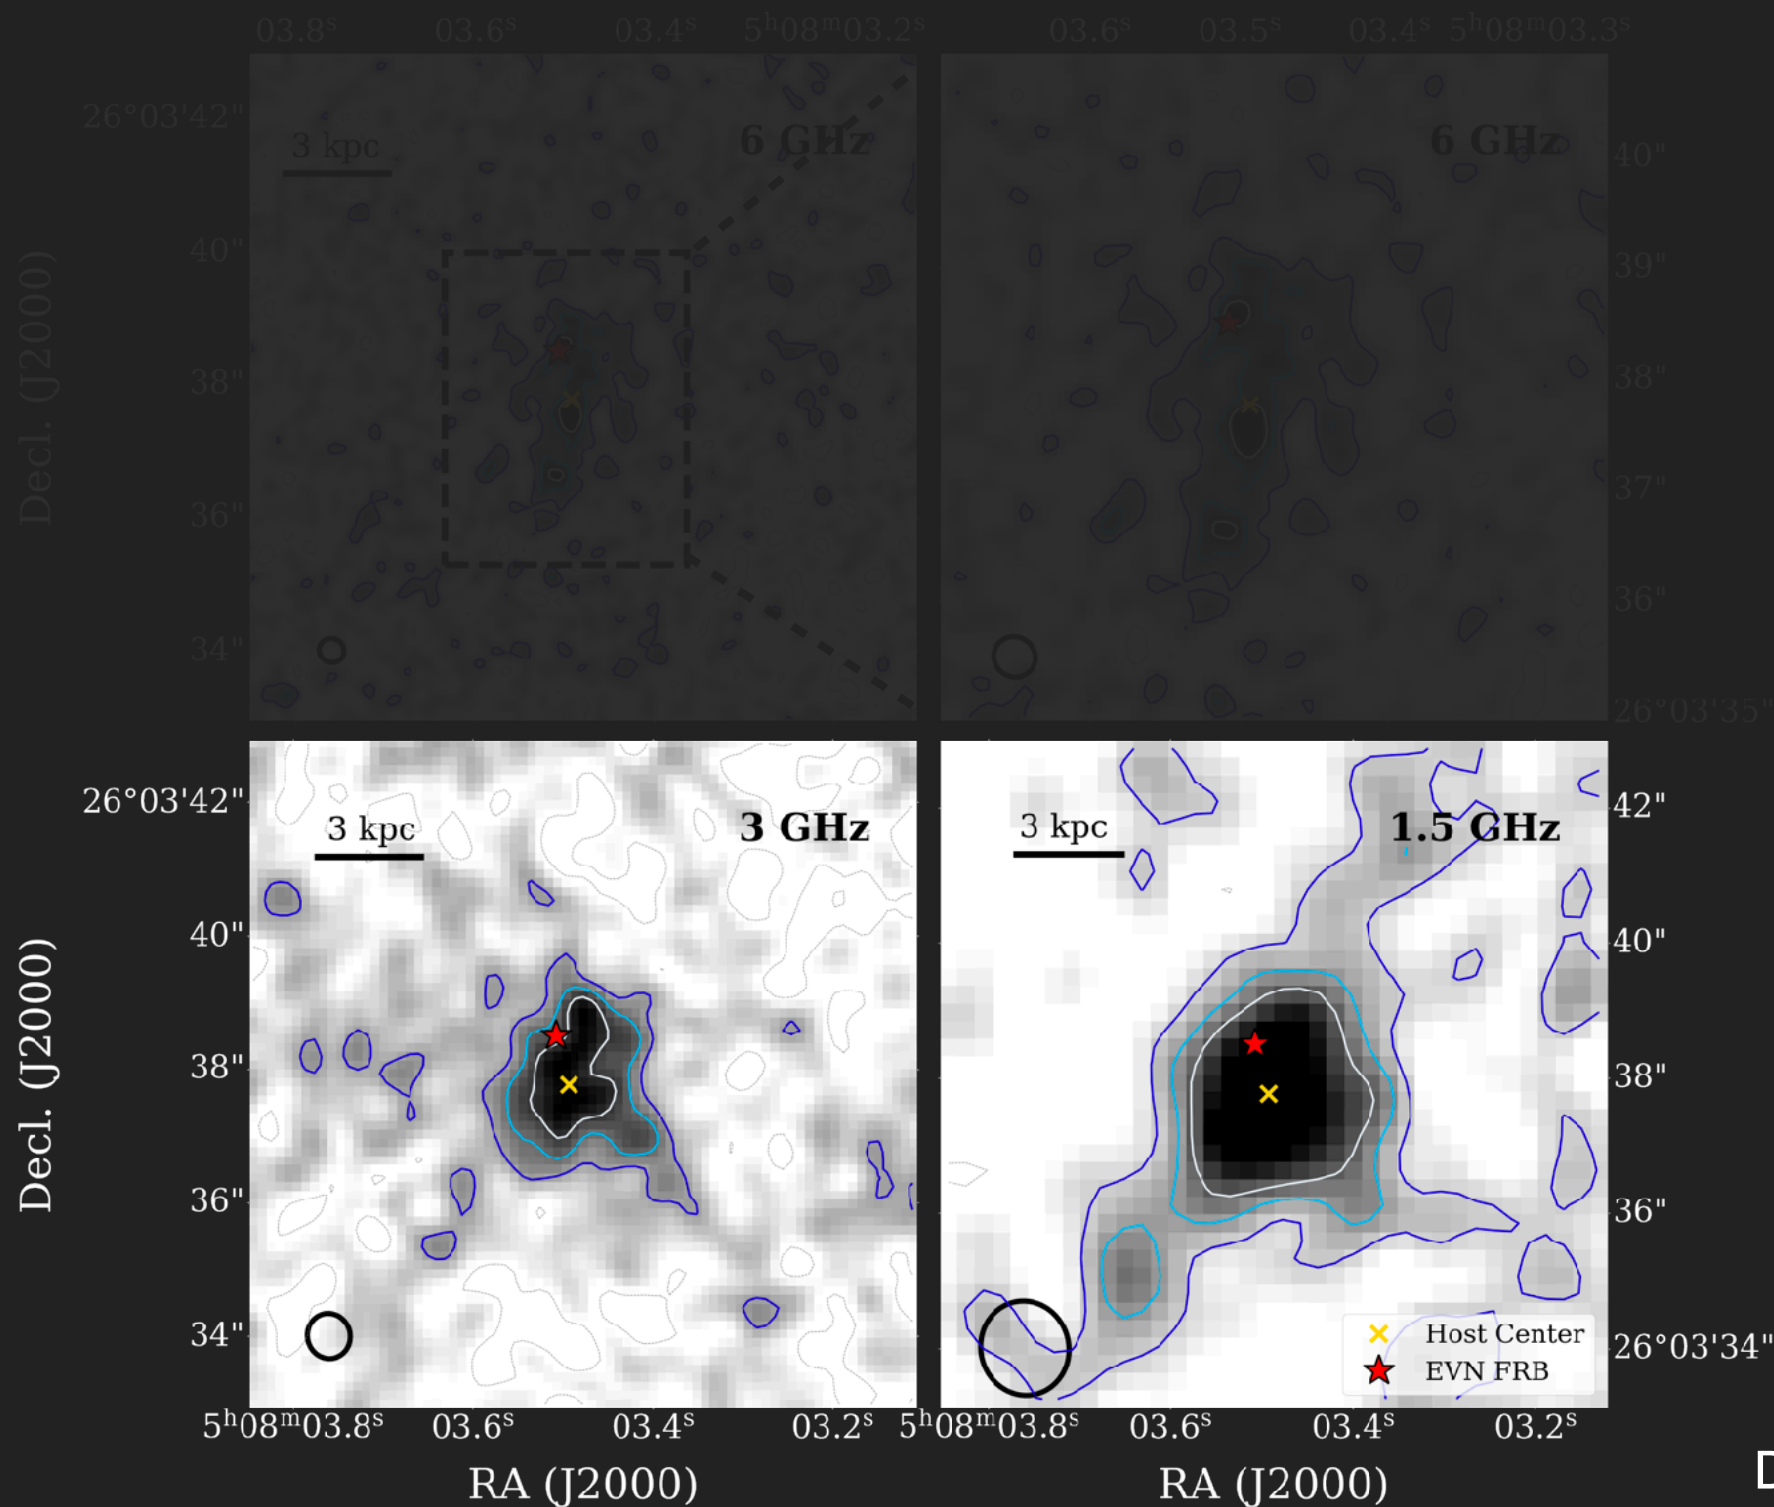 03.8ˢ 03.6ˢ 03.4ˢ 5ʰ08ᵐ03.2ˢ 03.6ˢ 03.5ˢ 03.4ˢ 5ʰ08ᵐ03.3ˢ
26°03'42"
3 kpc
6 GHz
40"
38"
36"
34"
Decl. (J2000)
6 GHz
40"
39"
38"
37"
36"
26°03'35"
26°03'42"
3 kpc
3 GHz
40"
38"
36"
34"
Decl. (J2000)
5ʰ08ᵐ03.8ˢ 03.6ˢ 03.4ˢ 03.2ˢ
RA (J2000)
3 kpc
1.5 GHz
42"
40"
38"
36"
26°03'34"
Host Center
EVN FRB
5ʰ08ᵐ03.8ˢ 03.6ˢ 03.4ˢ 03.2ˢ
RA (J2000)